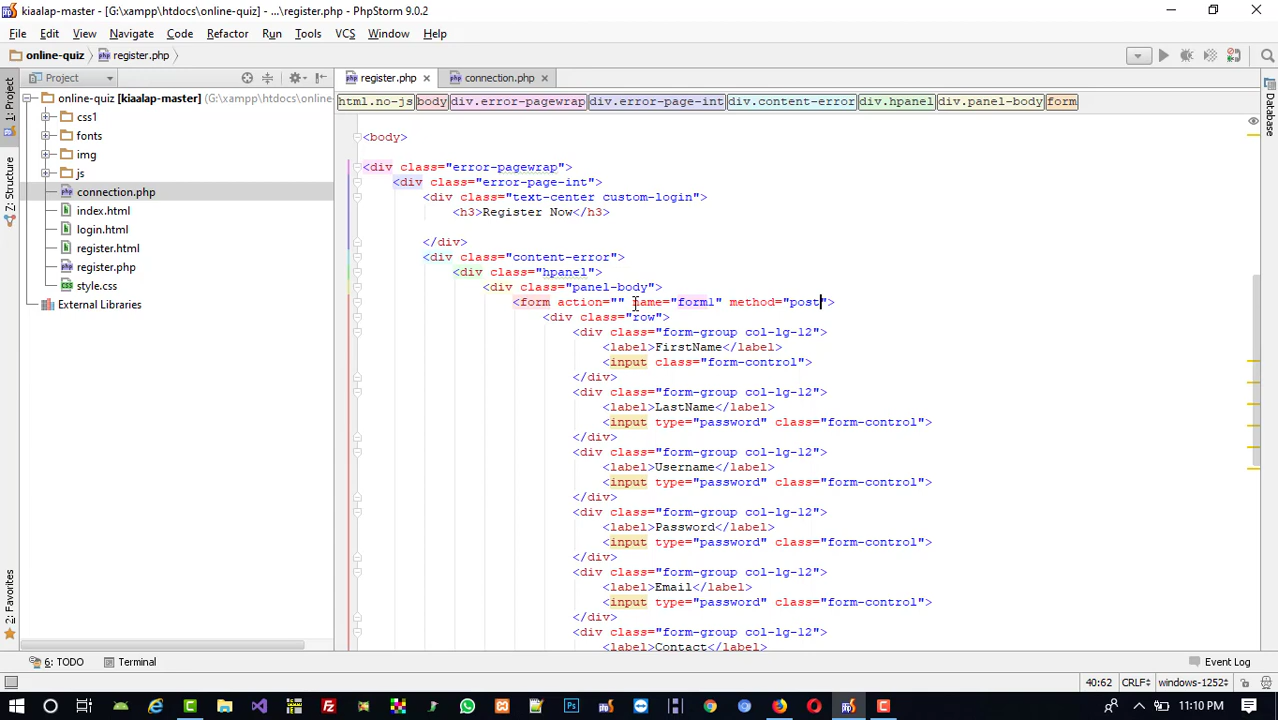 kiaalap-master - [G:\xampp\htdocs\online-quiz] - ...\register.php - PhpStorm 9.0.2
File Edit View Navigate Code Refactor Run Tools VCS Window Help
online-quiz register.php
Project register.php connection.php
html.no-js body div.error-pagewrap div.error-page-int div.content-error div.hpanel div.panel-body form
1: Project
7: Structure
2: Favorites
Database
online-quiz [kiaalap-master] (G:\xampp\htdocs\online-
css1
fonts
img
js
connection.php
index.html
login.html
register.html
register.php
style.css
External Libraries
<body>
<div class="error-pagewrap">
<div class="error-page-int">
<div class="text-center custom-login">
<h3>Register Now</h3>
</div>
<div class="content-error">
<div class="hpanel">
<div class="panel-body">
<form action="" name="form1" method="post">
<div class="row">
<div class="form-group col-lg-12">
<label>FirstName</label>
<input class="form-control">
</div>
<div class="form-group col-lg-12">
<label>LastName</label>
<input type="password" class="form-control">
</div>
<div class="form-group col-lg-12">
<label>Username</label>
<input type="password" class="form-control">
</div>
<div class="form-group col-lg-12">
<label>Password</label>
<input type="password" class="form-control">
</div>
<div class="form-group col-lg-12">
<label>Email</label>
<input type="password" class="form-control">
</div>
<div class="form-group col-lg-12">
<label>Contact</label>
6: TODO Terminal Event Log
40:62 CRLF windows-1252
11:10 PM